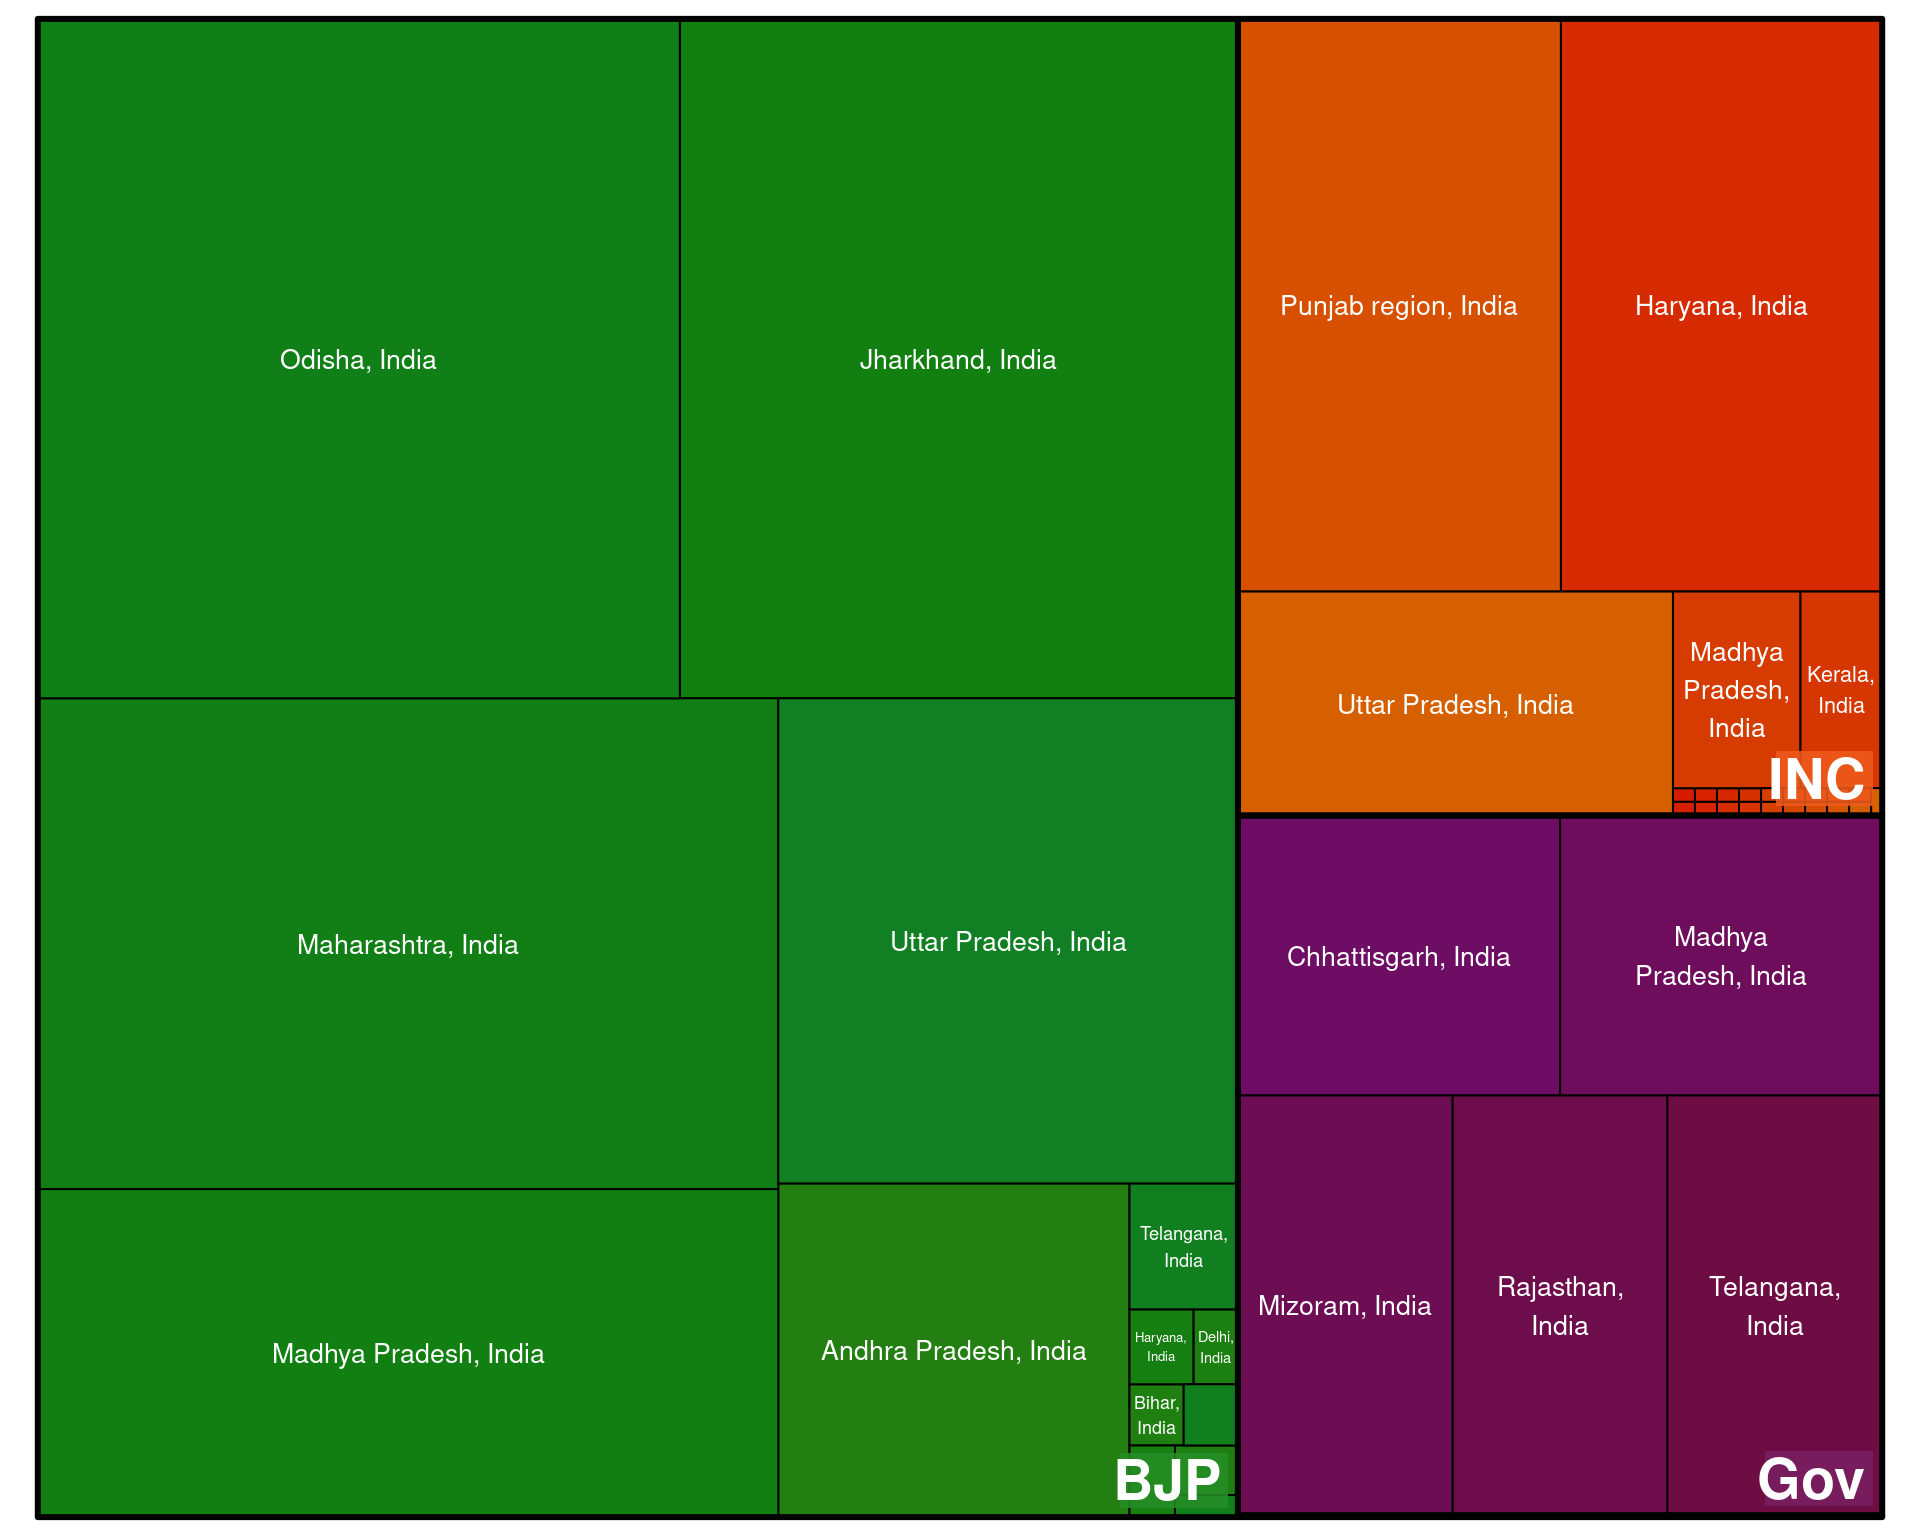 Odisha, India
Jharkhand, India
Maharashtra, India
Uttar Pradesh, India
Madhya Pradesh, India
Andhra Pradesh, India
Telangana,
India
Haryana,
India
Delhi,
India
Bihar,
India
BJP
Punjab region, India
Haryana, India
Uttar Pradesh, India
Madhya
Pradesh,
India
Kerala,
India
INC
Chhattisgarh, India
Madhya
Pradesh, India
Mizoram, India
Rajasthan,
India
Telangana,
India
Gov